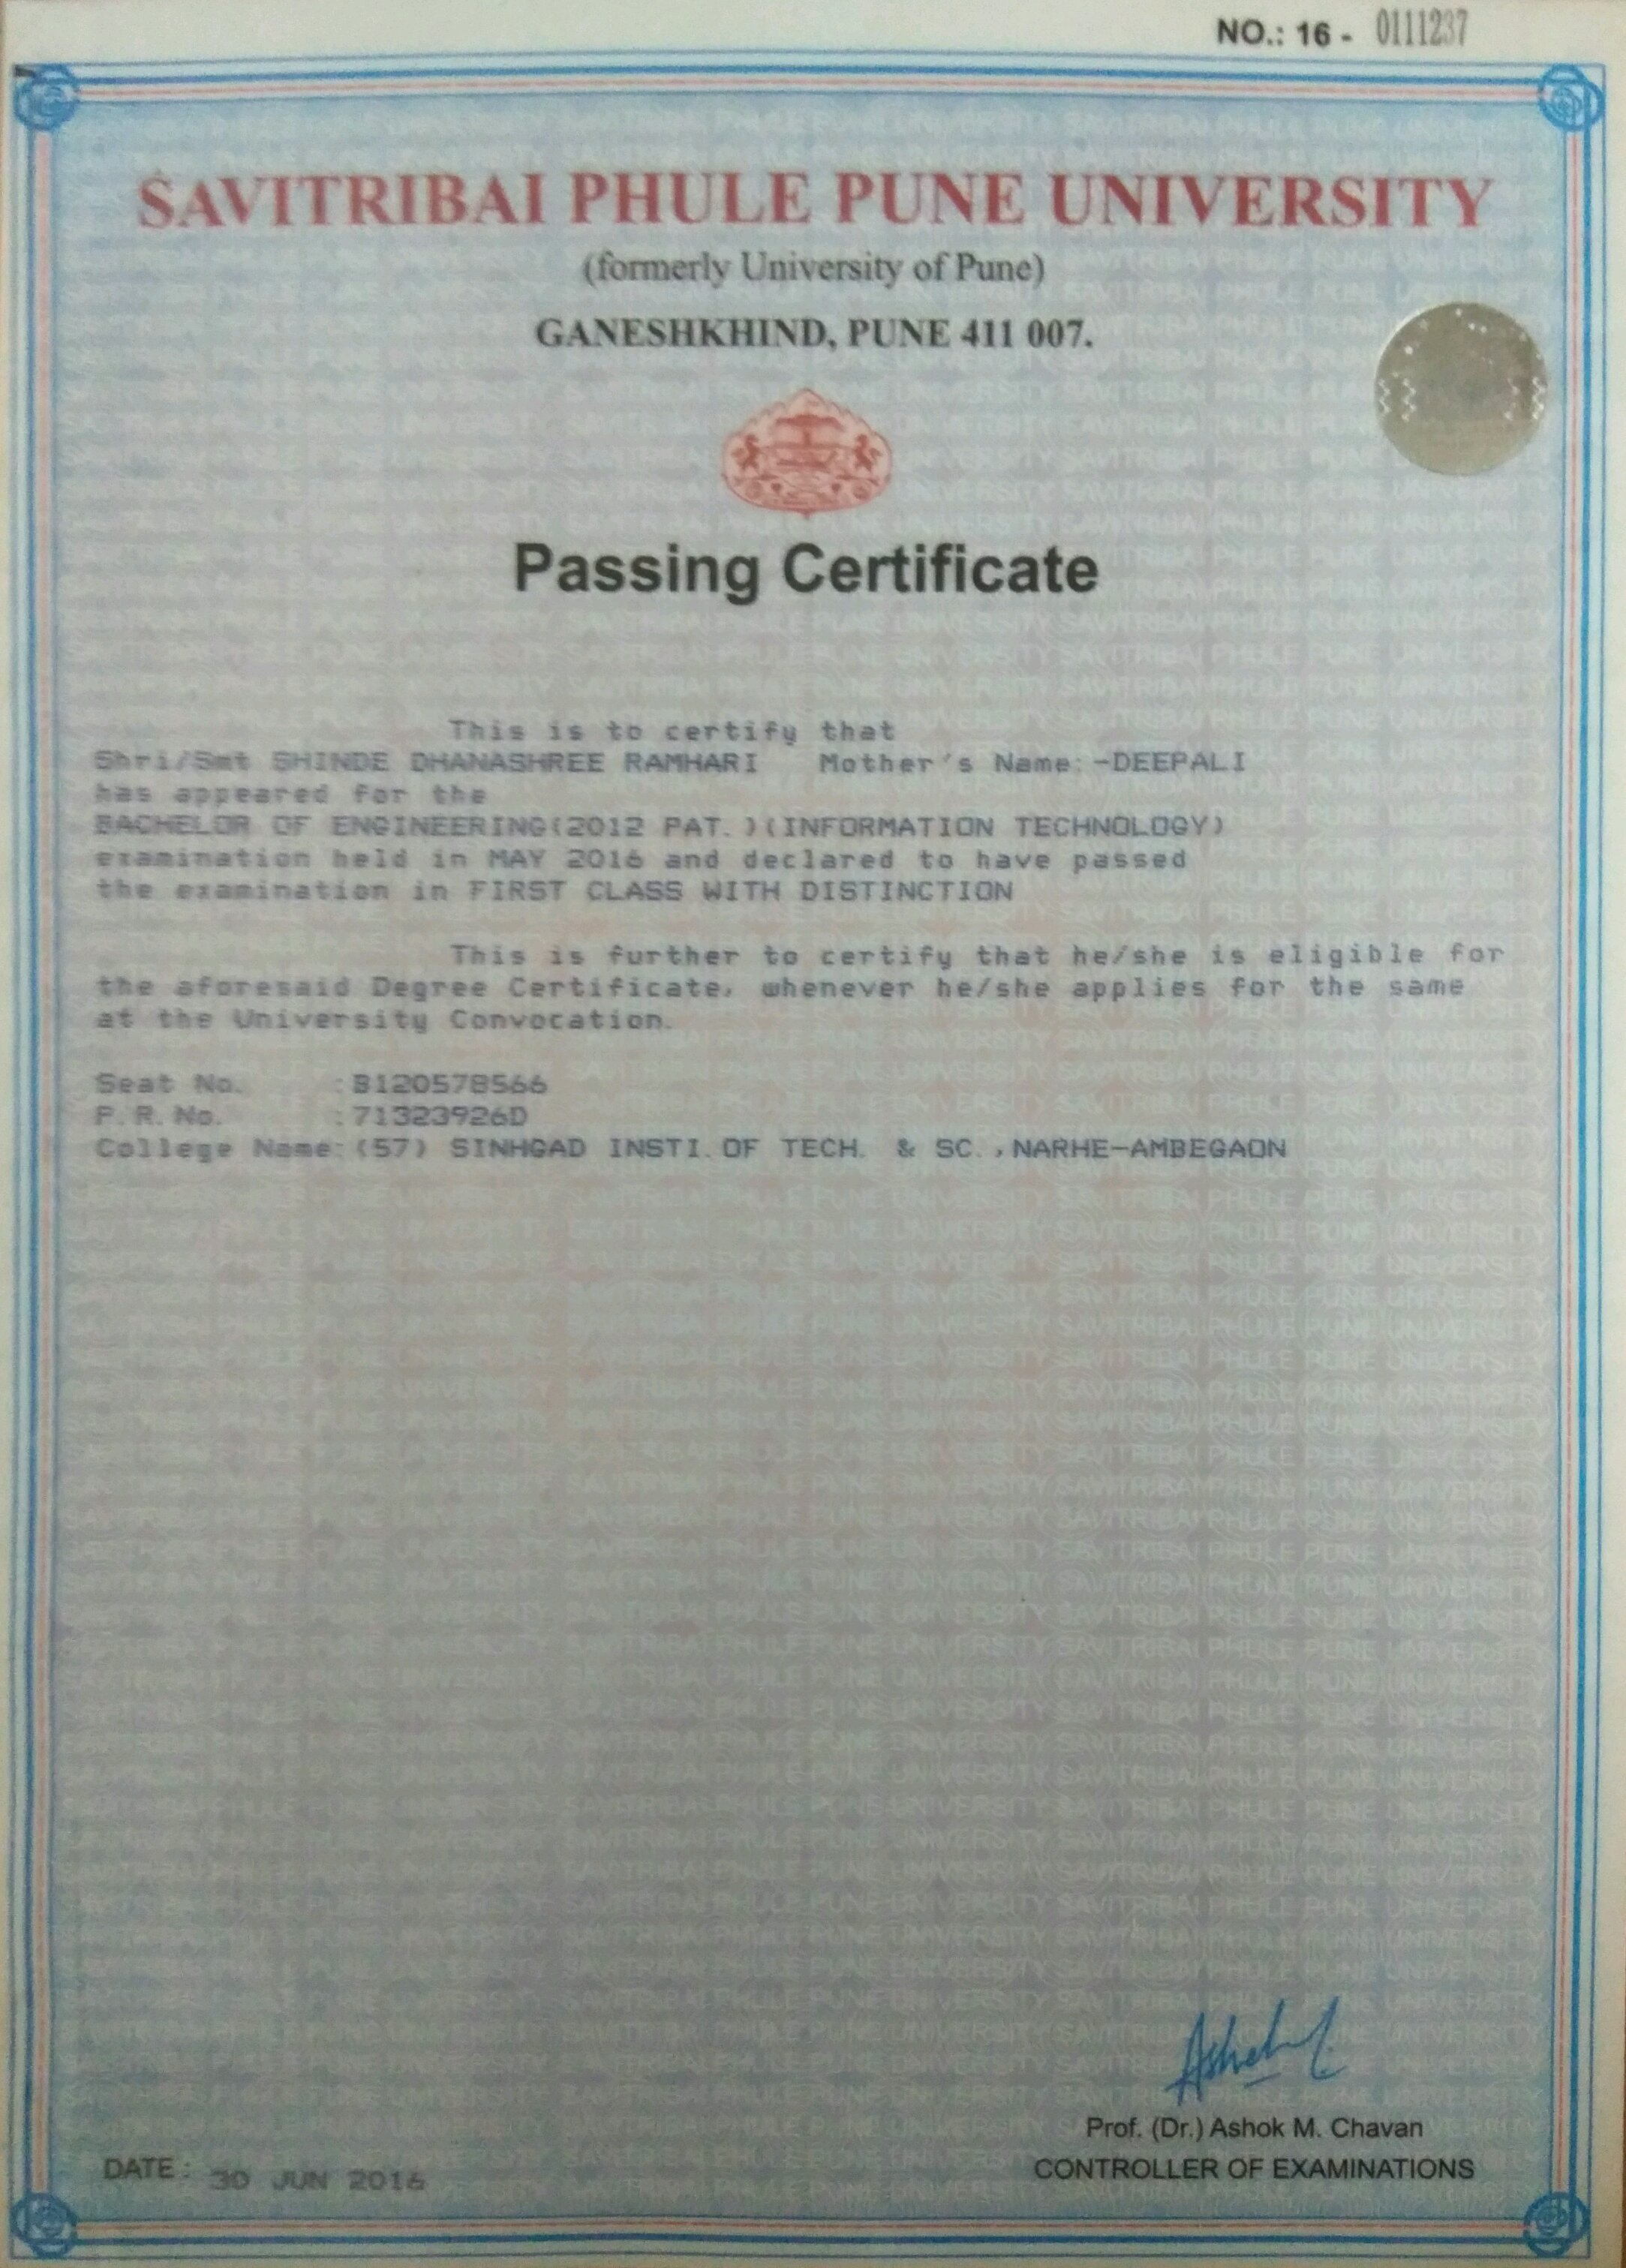 NO.: 16 - 0111237
SAVITRIBAI PHULE PUNE UNIVERSITY
(formerly University of Pune)
GANESHKHIND, PUNE 411 007.
Passing Certificate
This is to certify that
Shri/Smt SHINDE DHANASHREE RAMHARI Mother's Name:-DEEPALI
has appeared for the
BACHELOR OF ENGINEERING(2012 PAT.)(INFORMATION TECHNOLOGY)
examination held in MAY 2016 and declared to have passed
the examination in FIRST CLASS WITH DISTINCTION
This is further to certify that he/she is eligible for
the aforesaid Degree Certificate, whenever he/she applies for the same
at the University Convocation.
Seat No. :B120578566
P.R.No. :71323926D
College Name:(57) SINHGAD INSTI.OF TECH. & SC.,NARHE-AMBEGAON
Prof. (Dr.) Ashok M. Chavan
DATE: 30 JUN 2016 CONTROLLER OF EXAMINATIONS